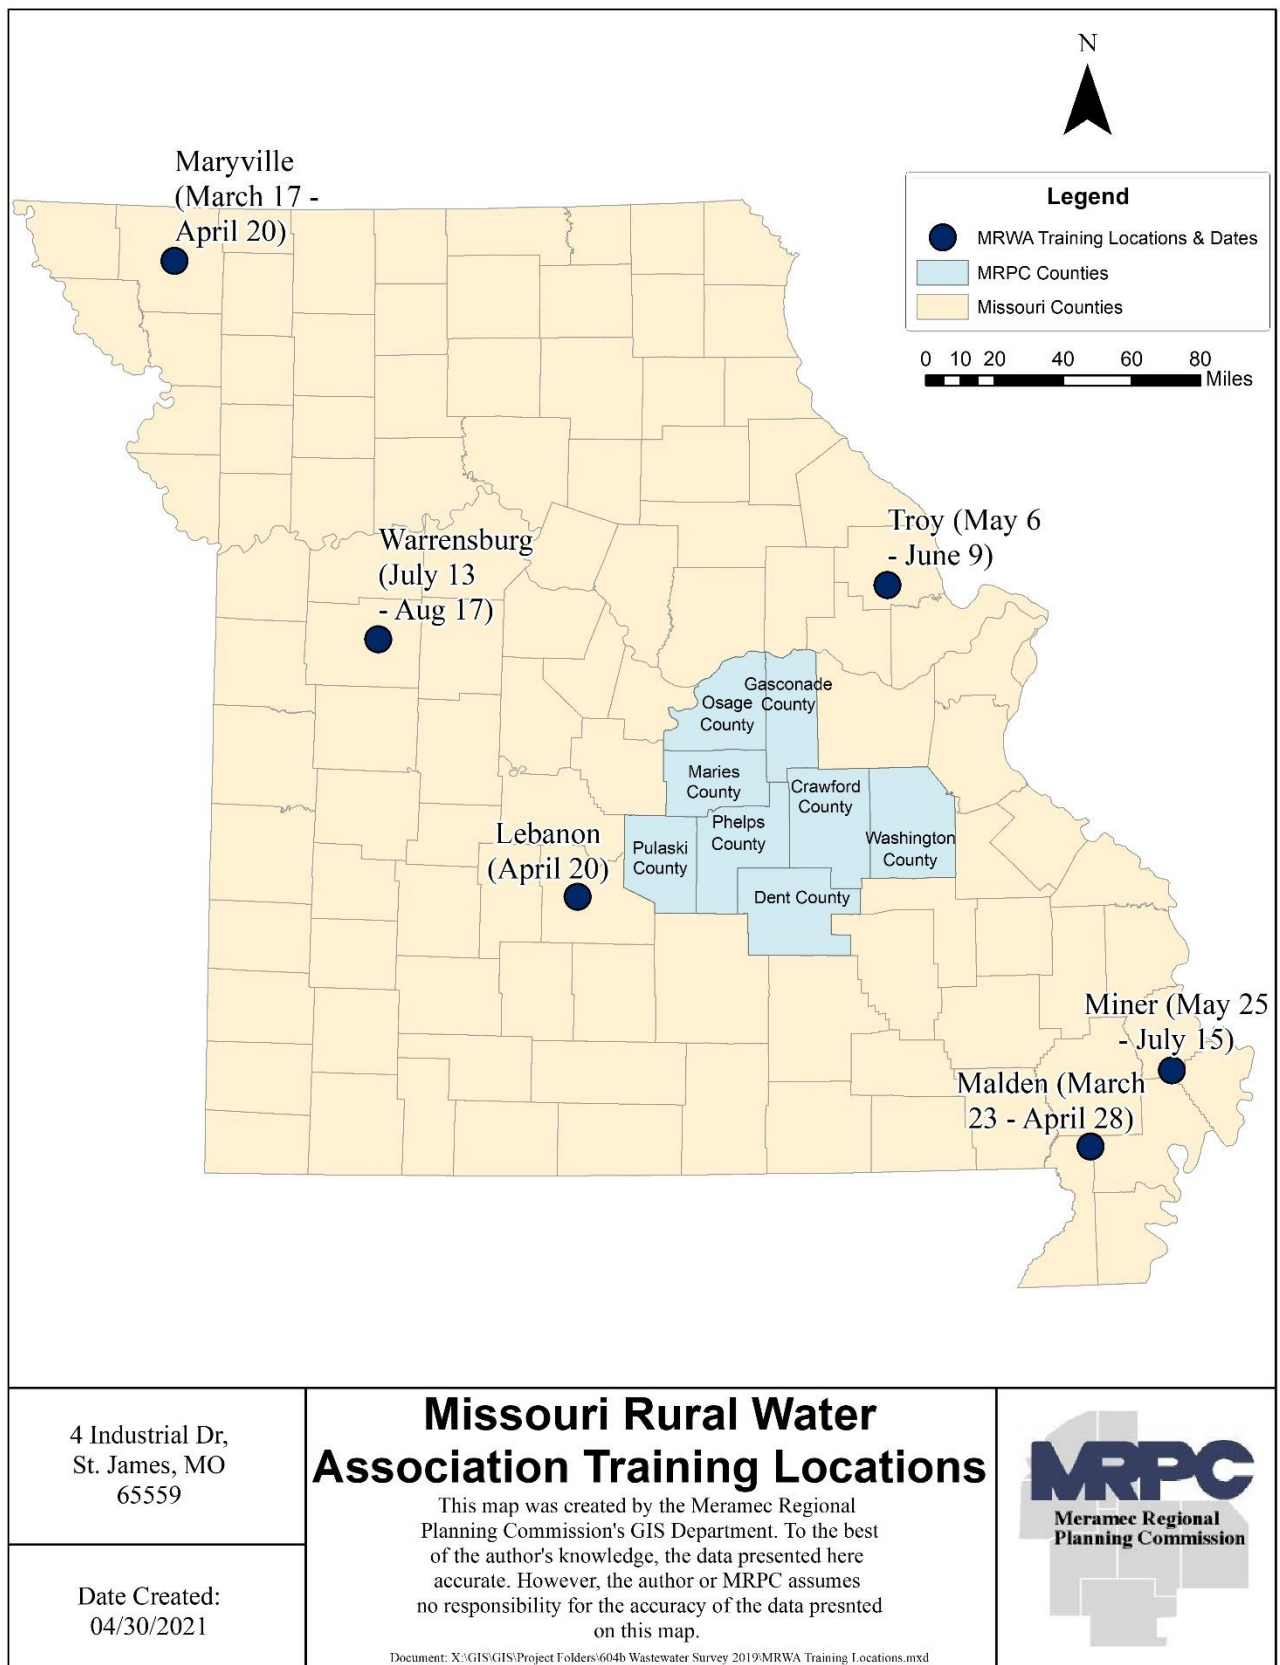 N
Maryville
(March 17 -
April 20)
Legend
MRWA Training Locations & Dates
MRPC Counties
Missouri Counties
0 10 20 40 60 80
Miles
Troy (May 6
- June 9)
Warrensburg
(July 13
- Aug 17)
Gasconade
County
Osage
County
Maries
County
Crawford
County
Phelps
County
Washington
County
Pulaski
County
Lebanon
(April 20)
Dent County
Miner (May 25
- July 15)
Malden (March
23 - April 28)
4 Industrial Dr,
St. James, MO
65559
Date Created:
04/30/2021
Missouri Rural Water
Association Training Locations
This map was created by the Meramec Regional
Planning Commission's GIS Department. To the best
of the author's knowledge, the data presented here
accurate. However, the author or MRPC assumes
no responsibility for the accuracy of the data presnted
on this map.
Document: X:\GIS\GIS\Project Folders\604b Wastewater Survey 2019\MRWA Training Locations.mxd
MRPC
Meramec Regional
Planning Commission